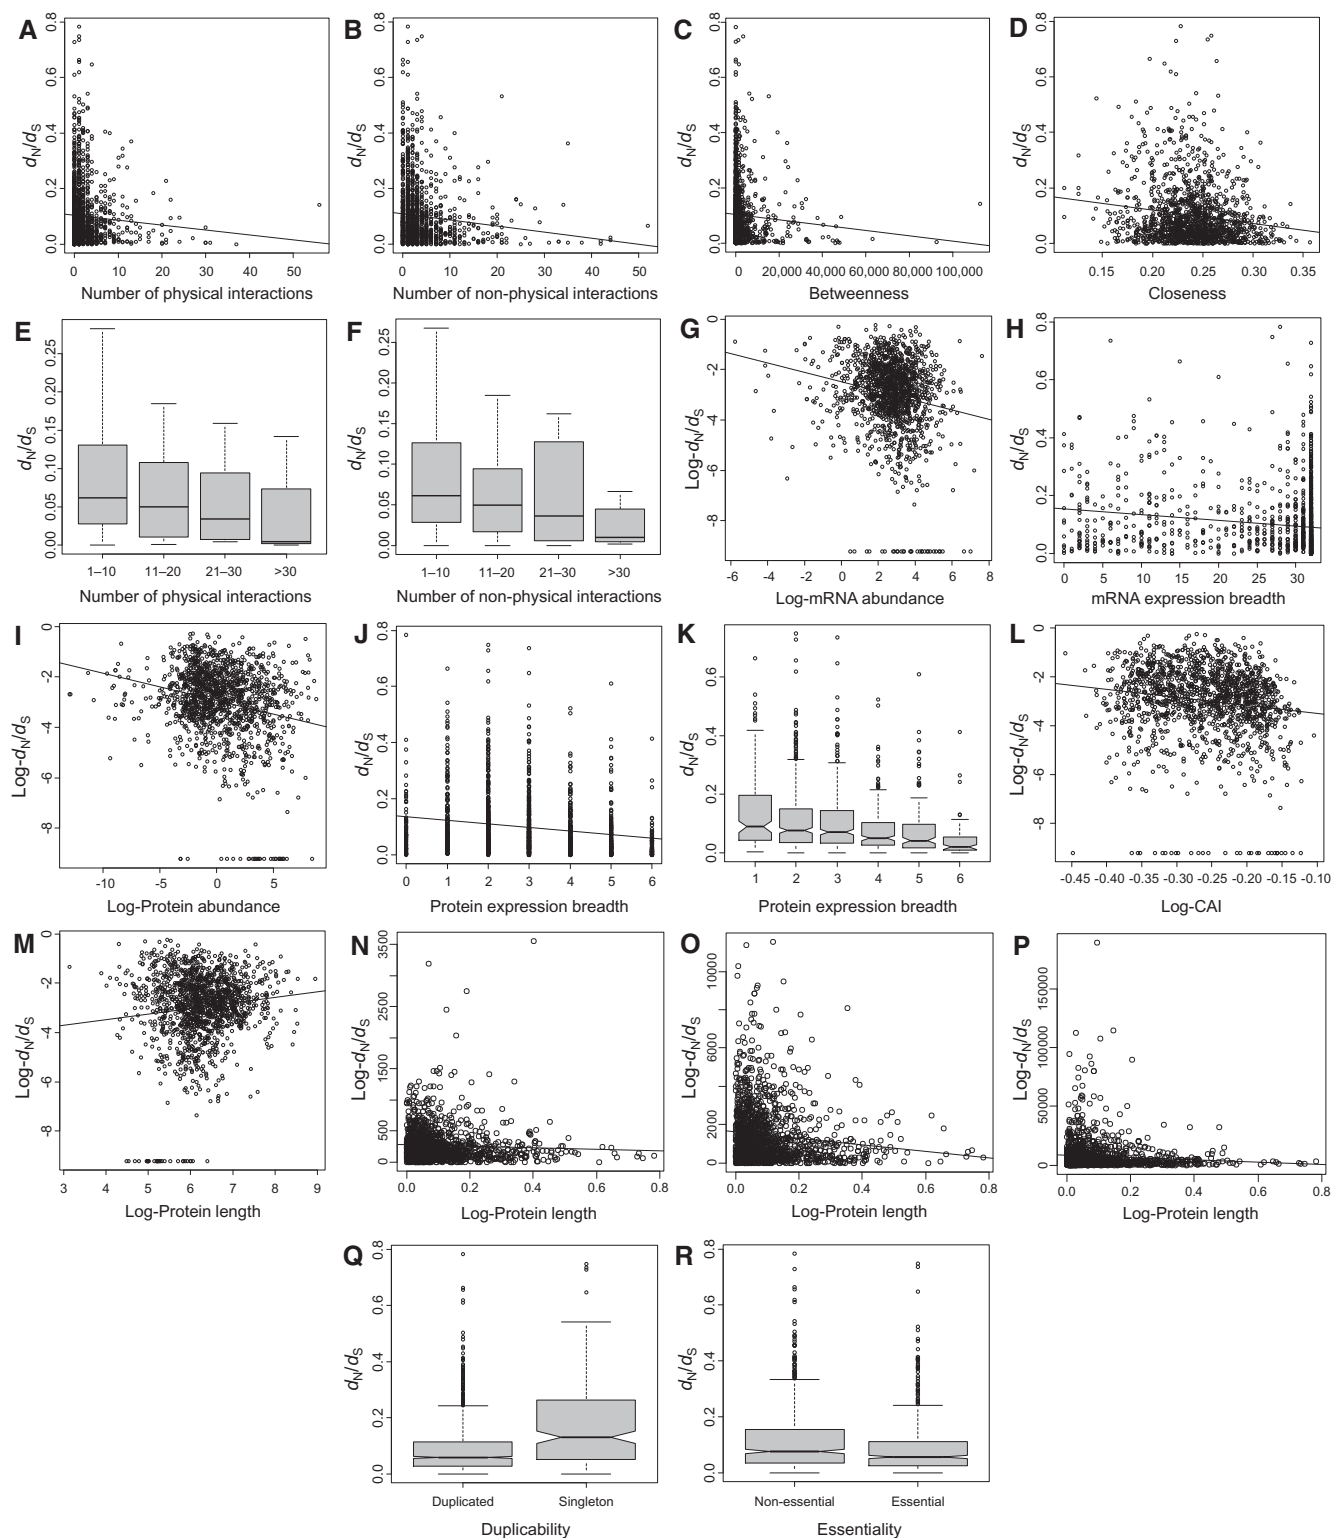 A
dN/dS
0.0 0.2 0.4 0.6 0.8
0 10 20 30 40 50
Number of physical interactions
B
dN/dS
0.0 0.2 0.4 0.6 0.8
0 10 20 30 40 50
Number of non-physical interactions
C
dN/dS
0.0 0.2 0.4 0.6 0.8
0 20,000 40,000 60,000 80,000 100,000
Betweenness
D
dN/dS
0.0 0.2 0.4 0.6 0.8
0.15 0.20 0.25 0.30 0.35
Closeness
E
dN/dS
0.00 0.05 0.10 0.15 0.20 0.25
1–10 11–20 21–30 >30
Number of physical interactions
F
dN/dS
0.00 0.05 0.10 0.15 0.20 0.25
1–10 11–20 21–30 >30
Number of non-physical interactions
G
Log-dN/dS
0 -2 -4 -6 -8
-6 -4 -2 0 2 4 6 8
Log-mRNA abundance
H
dN/dS
0.0 0.2 0.4 0.6 0.8
0 5 10 15 20 25 30
mRNA expression breadth
I
Log-dN/dS
0 -2 -4 -6 -8
-10 -5 0 5
Log-Protein abundance
J
dN/dS
0.0 0.2 0.4 0.6 0.8
0 1 2 3 4 5 6
Protein expression breadth
K
dN/dS
0.0 0.2 0.4 0.6
1 2 3 4 5 6
Protein expression breadth
L
Log-dN/dS
0 -2 -4 -6 -8
-0.45 -0.40 -0.35 -0.30 -0.25 -0.20 -0.15 -0.10
Log-CAI
M
Log-dN/dS
0 -2 -4 -6 -8
3 4 5 6 7 8 9
Log-Protein length
N
Log-dN/dS
0 500 1500 2500 3500
0.0 0.2 0.4 0.6 0.8
Log-Protein length
O
Log-dN/dS
0 2000 6000 10000
0.0 0.2 0.4 0.6 0.8
Log-Protein length
P
Log-dN/dS
0 50000 100000 150000
0.0 0.2 0.4 0.6 0.8
Log-Protein length
Q
dN/dS
0.0 0.2 0.4 0.6 0.8
Duplicated Singleton
Duplicability
R
dN/dS
0.0 0.2 0.4 0.6 0.8
Non-essential Essential
Essentiality